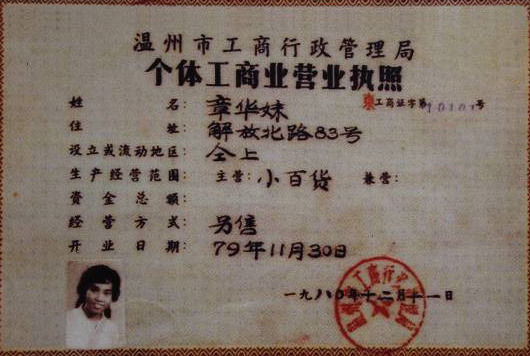 温州市工商行政管理局
个体工商业营业执照
东工商证字第10101号
姓名：章华妹
住址：解放北路83号
设立或流动地区：仝上
生产经营范围：主营：小百货 兼营：
资金总额：
经营方式：另售
开业日期：79年11月30日
一九八〇年十二月十一日